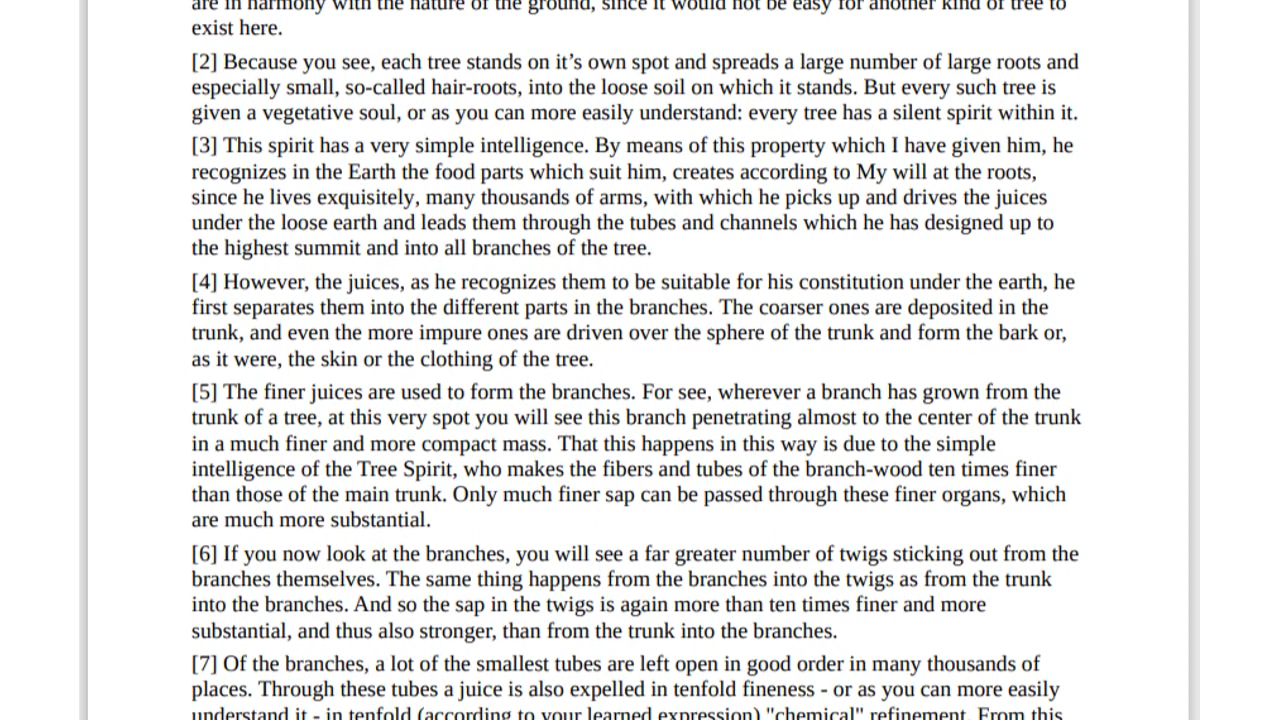 are in harmony with the nature of the ground, since it would not be easy for another kind of tree to
exist here.
[2] Because you see, each tree stands on it’s own spot and spreads a large number of large roots and
especially small, so-called hair-roots, into the loose soil on which it stands. But every such tree is
given a vegetative soul, or as you can more easily understand: every tree has a silent spirit within it.
[3] This spirit has a very simple intelligence. By means of this property which I have given him, he
recognizes in the Earth the food parts which suit him, creates according to My will at the roots,
since he lives exquisitely, many thousands of arms, with which he picks up and drives the juices
under the loose earth and leads them through the tubes and channels which he has designed up to
the highest summit and into all branches of the tree.
[4] However, the juices, as he recognizes them to be suitable for his constitution under the earth, he
first separates them into the different parts in the branches. The coarser ones are deposited in the
trunk, and even the more impure ones are driven over the sphere of the trunk and form the bark or,
as it were, the skin or the clothing of the tree.
[5] The finer juices are used to form the branches. For see, wherever a branch has grown from the
trunk of a tree, at this very spot you will see this branch penetrating almost to the center of the trunk
in a much finer and more compact mass. That this happens in this way is due to the simple
intelligence of the Tree Spirit, who makes the fibers and tubes of the branch-wood ten times finer
than those of the main trunk. Only much finer sap can be passed through these finer organs, which
are much more substantial.
[6] If you now look at the branches, you will see a far greater number of twigs sticking out from the
branches themselves. The same thing happens from the branches into the twigs as from the trunk
into the branches. And so the sap in the twigs is again more than ten times finer and more
substantial, and thus also stronger, than from the trunk into the branches.
[7] Of the branches, a lot of the smallest tubes are left open in good order in many thousands of
places. Through these tubes a juice is also expelled in tenfold fineness - or as you can more easily
understand it - in tenfold (according to your learned expression) "chemical" refinement. From this